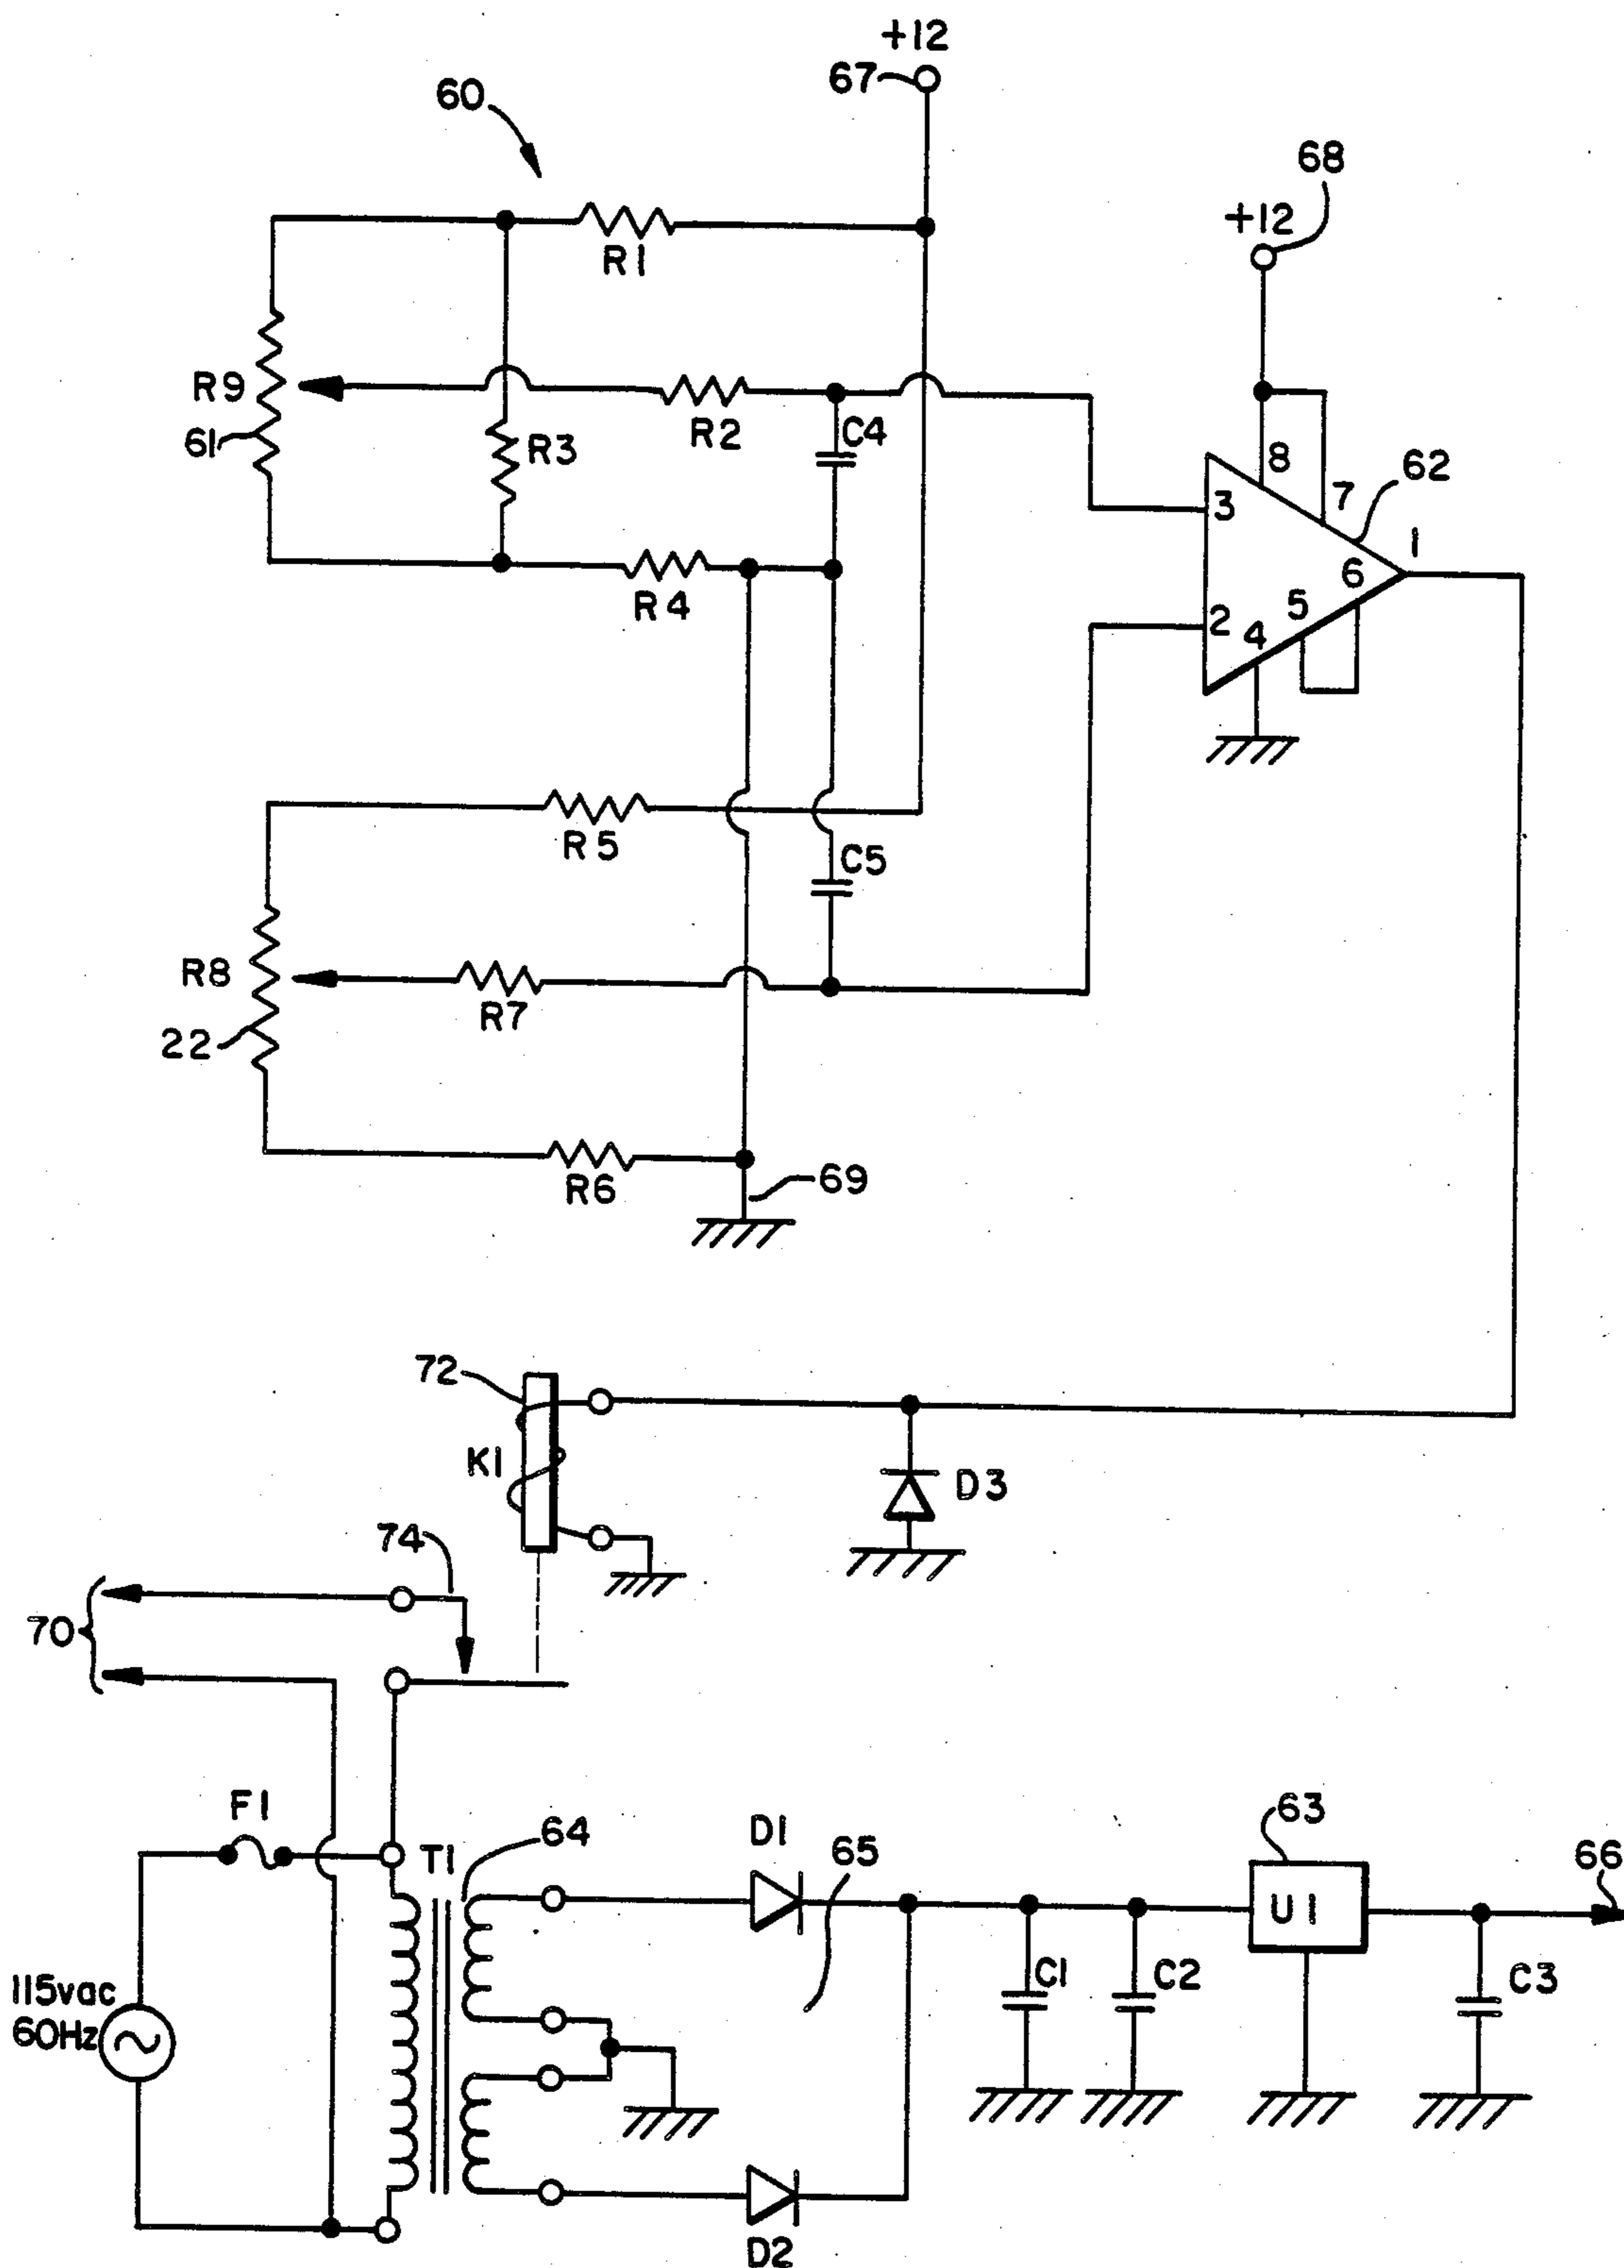 +12
67
60
68
+12
R1
R9
61
R3
R2
C4
8
7
62
3
1
6
5
2
4
R4
R5
C5
R8
22
R7
R6
69
72
K1
D3
74
70
F1
T1
64
D1
65
63
66
U1
C1
C2
C3
115vac
60Hz
D2